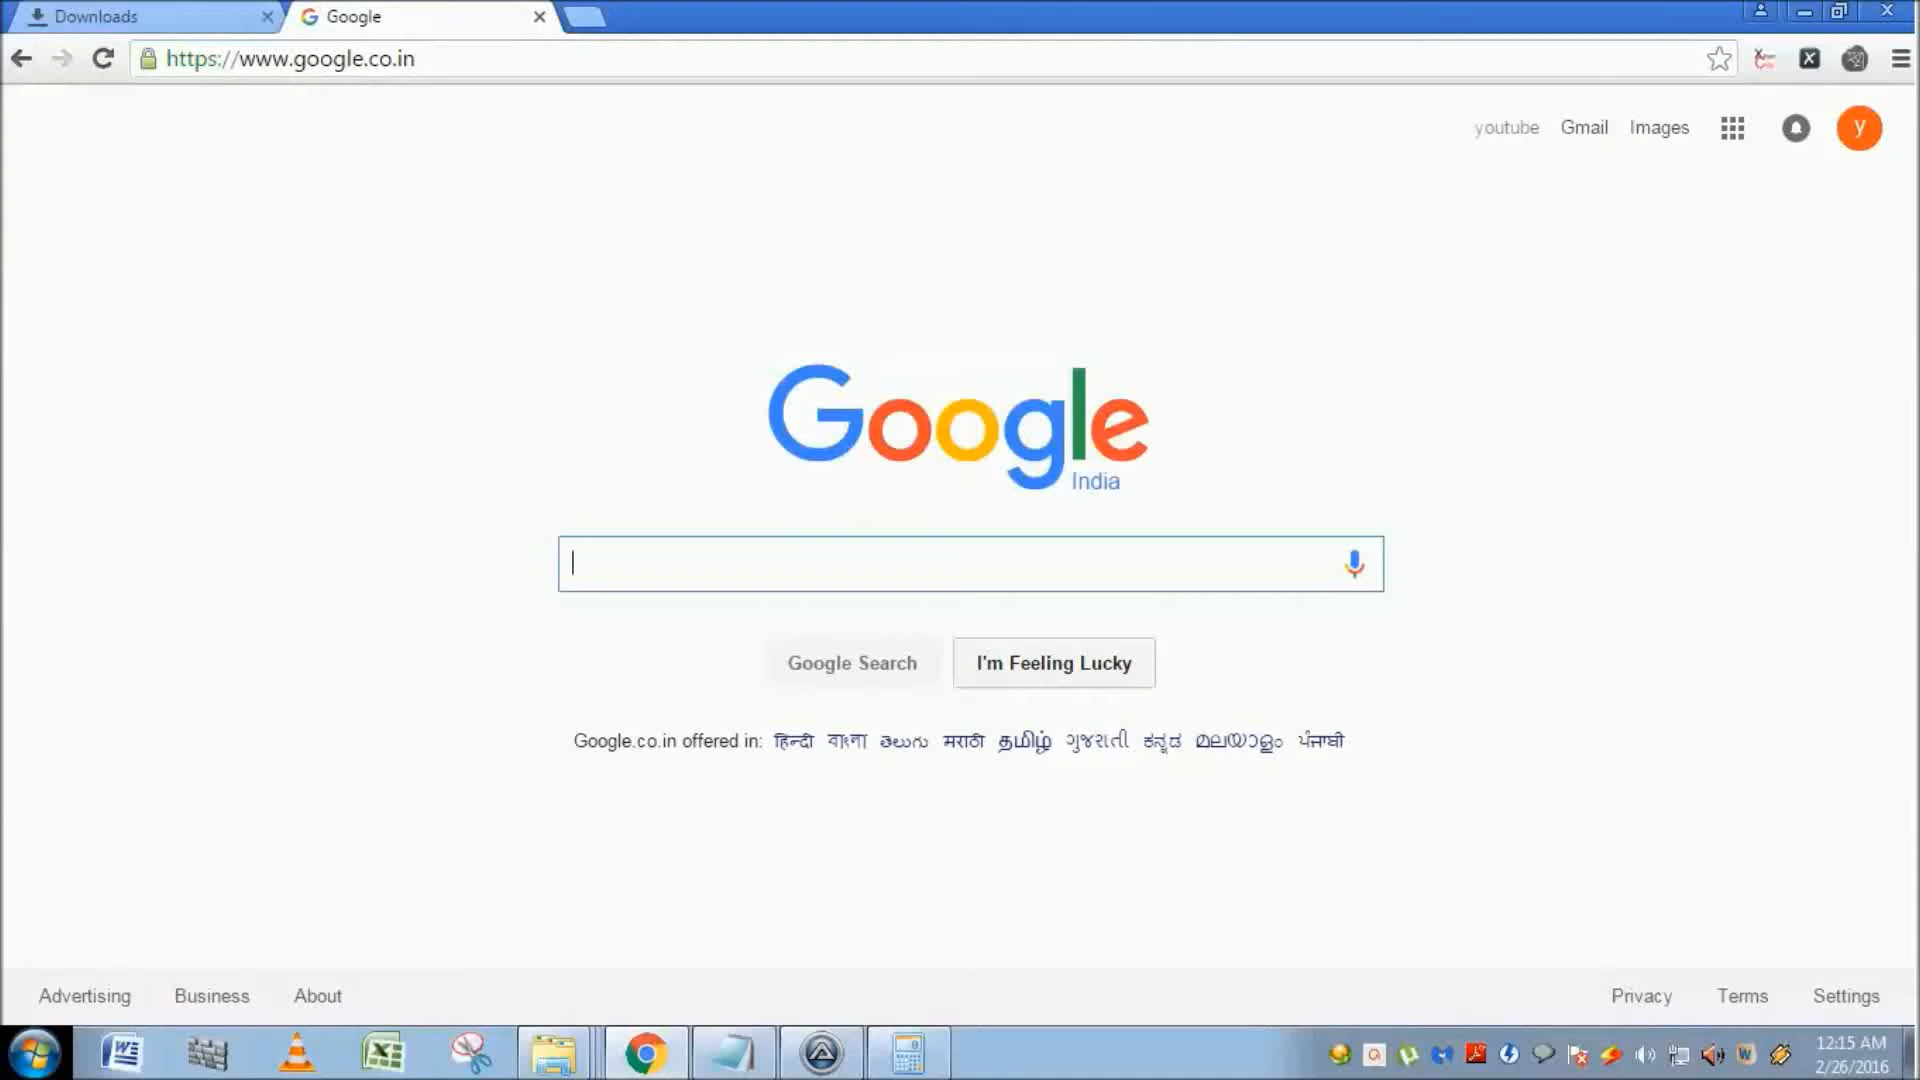 Downloads
Google
https://www.google.co.in
youtube Gmail Images y
Google
India
Google Search I'm Feeling Lucky
Google.co.in offered in: हिन्दी বাংলা తెలుగు मराठी தமிழ் ગુજરાતી ಕನ್ನಡ മലയാളം ਪੰਜਾਬੀ
Advertising Business About Privacy Terms Settings
12:15 AM
2/26/2016